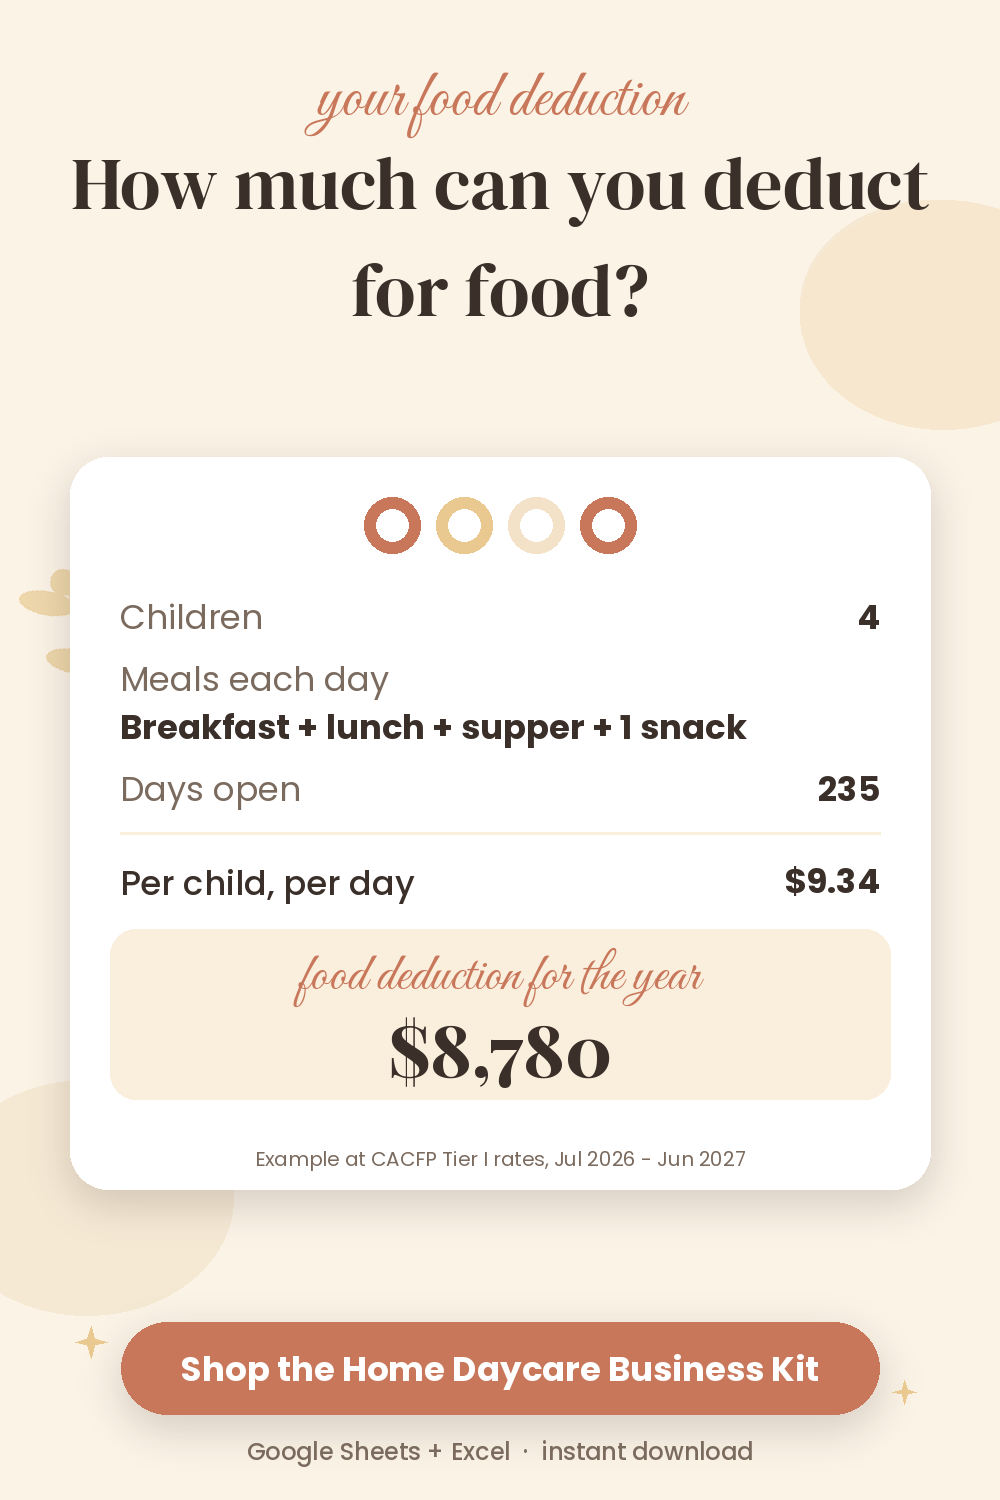 your food deduction
How much can you deduct
for food?
Children 4
Meals each day
Breakfast + lunch + supper + 1 snack
Days open 235
Per child, per day $9.34
food deduction for the year
$8,780
Example at CACFP Tier I rates, Jul 2026 - Jun 2027
Shop the Home Daycare Business Kit
Google Sheets + Excel · instant download